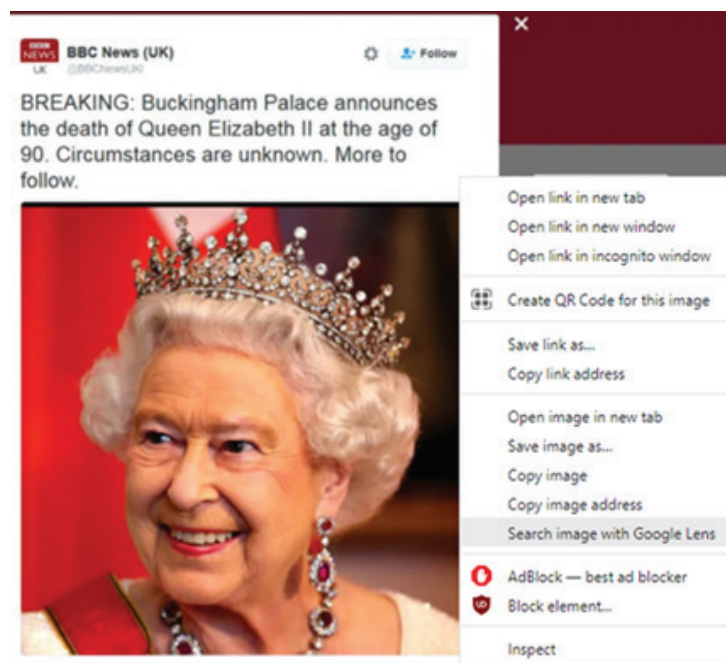 BBC
NEWS
UK
BBC News (UK)
@BBCNewsUKI
Follow
BREAKING: Buckingham Palace announces
the death of Queen Elizabeth II at the age of
90. Circumstances are unknown. More to
follow.
Open link in new tab
Open link in new window
Open link in incognito window
Create QR Code for this image
Save link as...
Copy link address
Open image in new tab
Save image as...
Copy image
Copy image address
Search image with Google Lens
AdBlock — best ad blocker
Block element...
Inspect